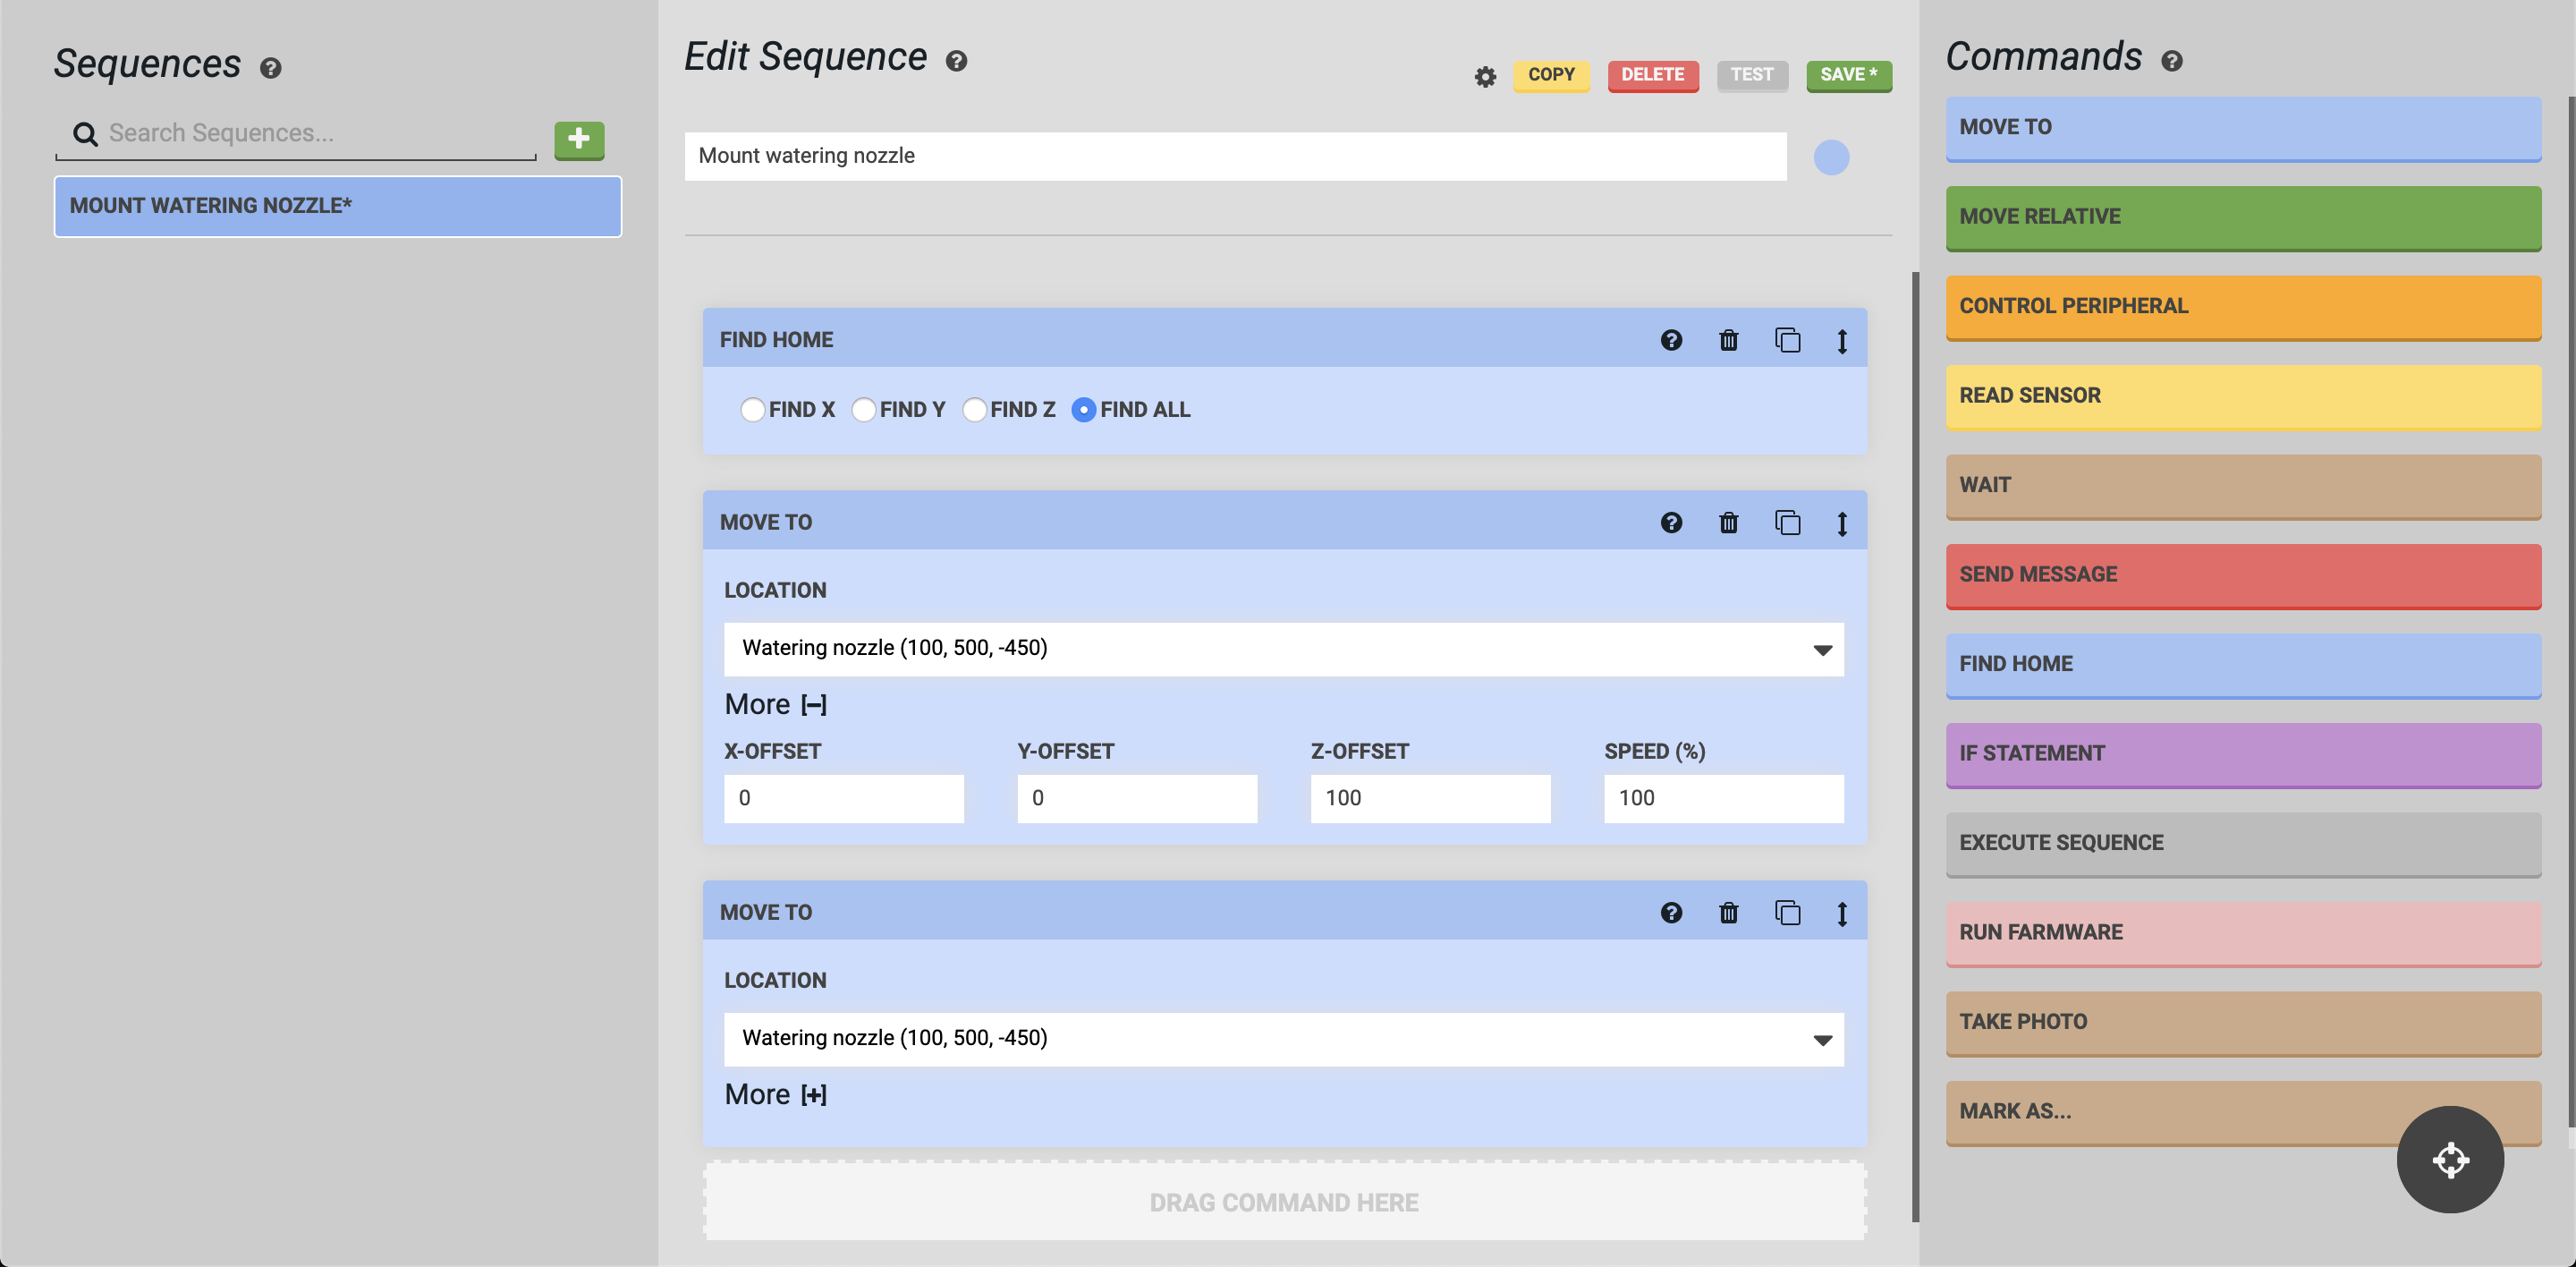 Sequences
Search Sequences...
MOUNT WATERING NOZZLE*
Edit Sequence
COPY DELETE TEST SAVE *
Mount watering nozzle
FIND HOME
FIND X FIND Y FIND Z FIND ALL
MOVE TO
LOCATION
Watering nozzle (100, 500, -450)
More [−]
X-OFFSET Y-OFFSET Z-OFFSET SPEED (%)
0 0 100 100
MOVE TO
LOCATION
Watering nozzle (100, 500, -450)
More [+]
DRAG COMMAND HERE
Commands
MOVE TO
MOVE RELATIVE
CONTROL PERIPHERAL
READ SENSOR
WAIT
SEND MESSAGE
FIND HOME
IF STATEMENT
EXECUTE SEQUENCE
RUN FARMWARE
TAKE PHOTO
MARK AS...